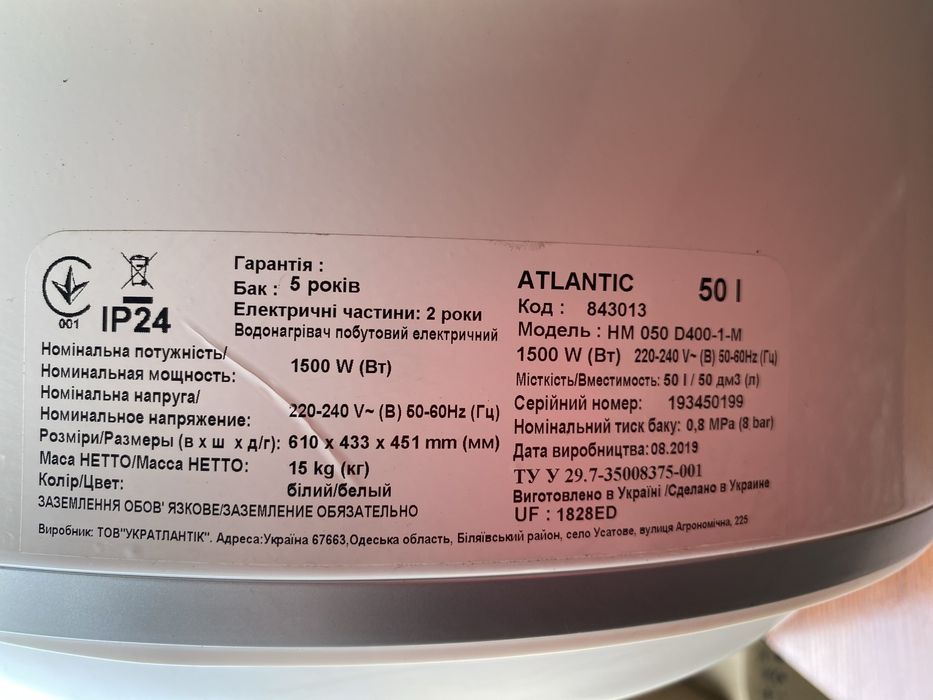 001
IP24
Гарантія :
Бак : 5 років
Електричні частини: 2 роки
Водонагрівач побутовий електричний
Номінальна потужність/
Номинальная мощность:
1500 W (Вт)
Номінальна напруга/
Номинальное напряжение:
220-240 V~ (В) 50-60Hz (Гц)
Розміри/Размеры (в х ш х д/г): 610 x 433 x 451 mm (мм)
Маса НЕТТО/Масса НЕТТО: 15 kg (кг)
Колір/Цвет: білий/белый
ЗАЗЕМЛЕННЯ ОБОВ' ЯЗКОВЕ/ЗАЗЕМЛЕНИЕ ОБЯЗАТЕЛЬНО
ATLANTIC 50 l
Код : 843013
Модель : HM 050 D400-1-M
1500 W (Вт) 220-240 V~ (В) 50-60Hz (Гц)
Місткість/Вместимость: 50 l / 50 дм3 (л)
Серійний номер: 193450199
Номінальний тиск баку: 0,8 MPa (8 bar)
Дата виробництва:08.2019
ТУ У 29.7-35008375-001
Виготовлено в Україні /Сделано в Украине
UF : 1828ED
Виробник: ТОВ"УКРАТЛАНТІК". Адреса:Україна 67663,Одеська область, Біляївський район, село Усатове, вулиця Агрономічна, 225